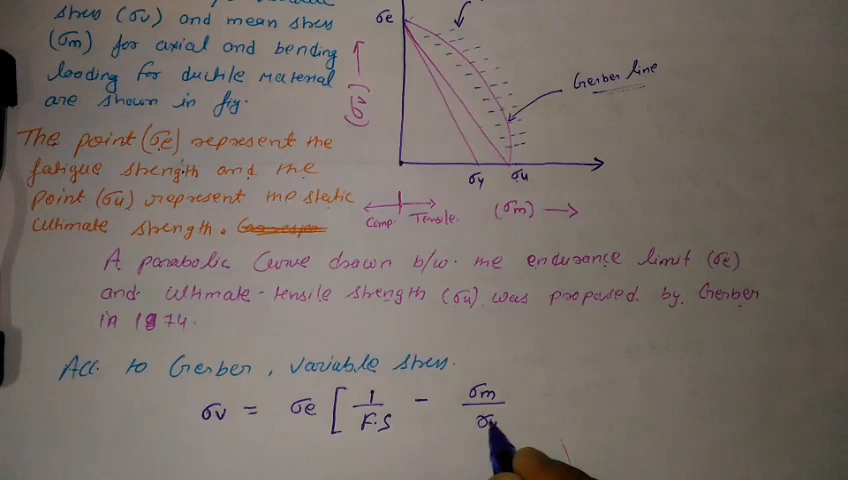 stress (σv) and mean stress
(σm) for axial and bending
loading for ductile material
are shown in fig.
The point (σe) represent the
fatigue strength and the
point (σu) represent the static
ultimate strength.
σe
(σv)
Gerber line
σy σu
Comp. Tensile. (σm)
A parabolic Curve drawn b/w. the endurance limit (σe)
and ultimate-tensile strength (σu) was proposed by Gerber
in 1974.
Acc. to Gerber, variable stress.
σv = σe [ 1/F.S - σm/σu